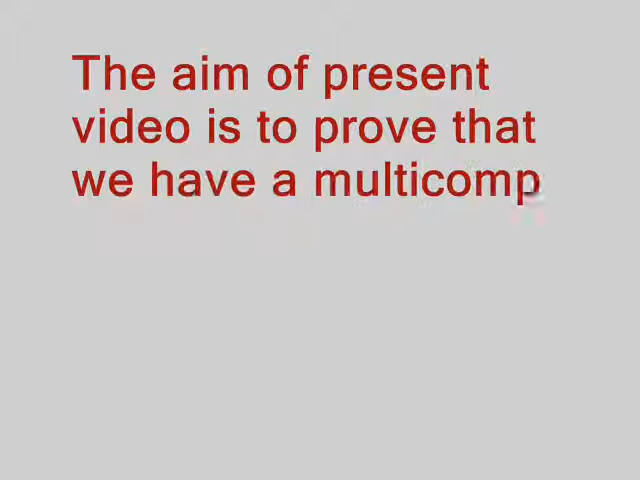 The aim of present
video is to prove that
we have a multicomp